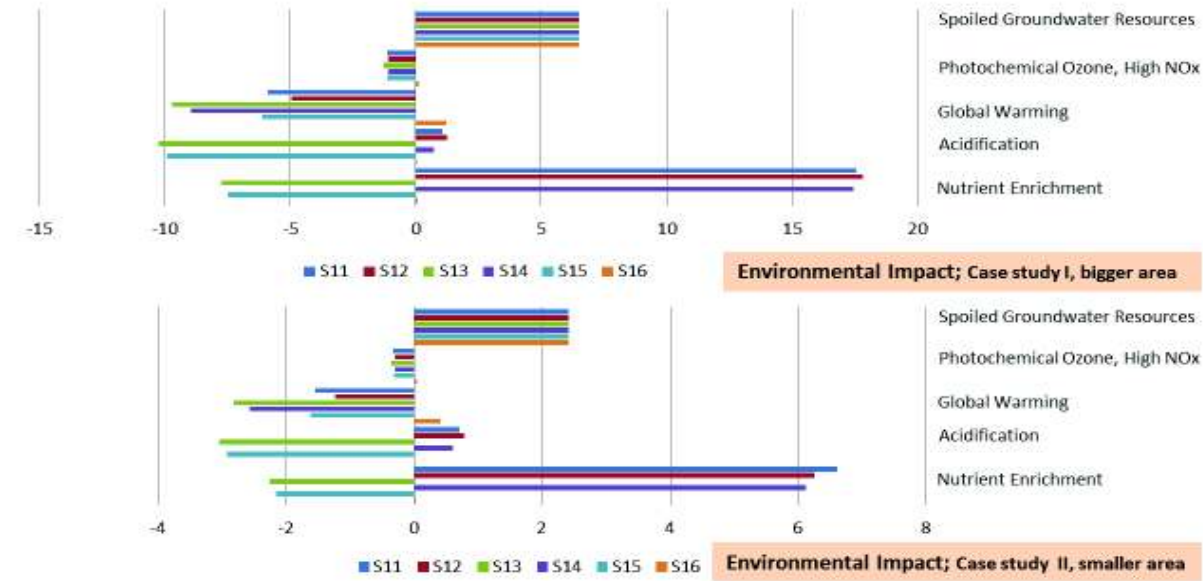 Spoiled Groundwater Resources
Photochemical Ozone, High NOx
Global Warming
Acidification
Nutrient Enrichment
-15 -10 -5 0 5 10 15 20
S11 S12 S13 S14 S15 S16
Environmental Impact; Case study I, bigger area
Spoiled Groundwater Resources
Photochemical Ozone, High NOx
Global Warming
Acidification
Nutrient Enrichment
-4 -2 0 2 4 6 8
S11 S12 S13 S14 S15 S16
Environmental Impact; Case study II, smaller area